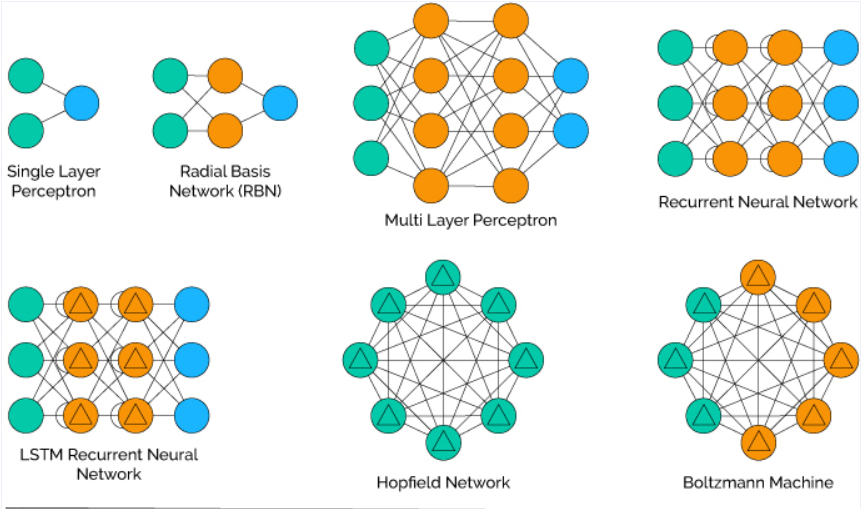 Single Layer
Perceptron
Radial Basis
Network (RBN)
Multi Layer Perceptron
Recurrent Neural Network
LSTM Recurrent Neural
Network
Hopfield Network
Boltzmann Machine